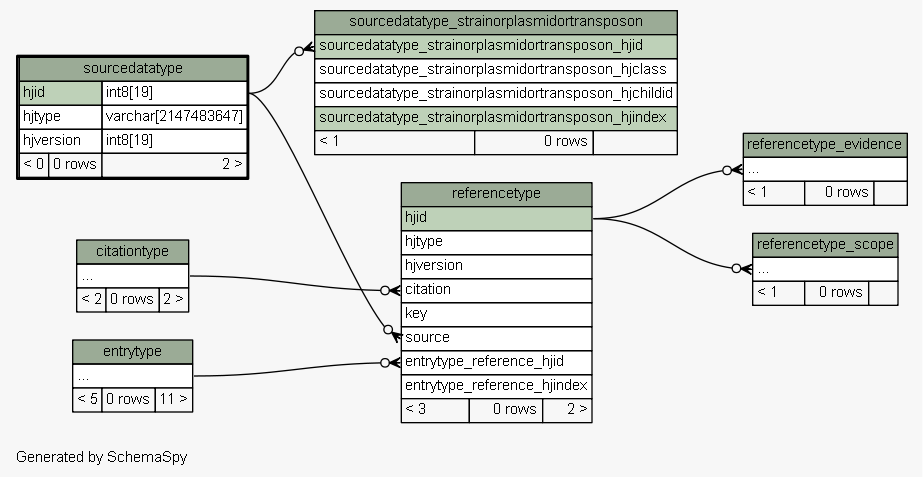 sourcedatatype_strainorplasmidortransposon
sourcedatatype_strainorplasmidortransposon_hjid
sourcedatatype_strainorplasmidortransposon_hjclass
sourcedatatype_strainorplasmidortransposon_hjchildid
sourcedatatype_strainorplasmidortransposon_hjindex
< 1 0 rows
sourcedatatype
hjid int8[19]
hjtype varchar[2147483647]
hjversion int8[19]
< 0 0 rows 2 >
referencetype_evidence
...
< 1 0 rows
referencetype
hjid
hjtype
hjversion
citation
key
source
entrytype_reference_hjid
entrytype_reference_hjindex
< 3 0 rows 2 >
referencetype_scope
...
< 1 0 rows
citationtype
...
< 2 0 rows 2 >
entrytype
...
< 5 0 rows 11 >
Generated by SchemaSpy